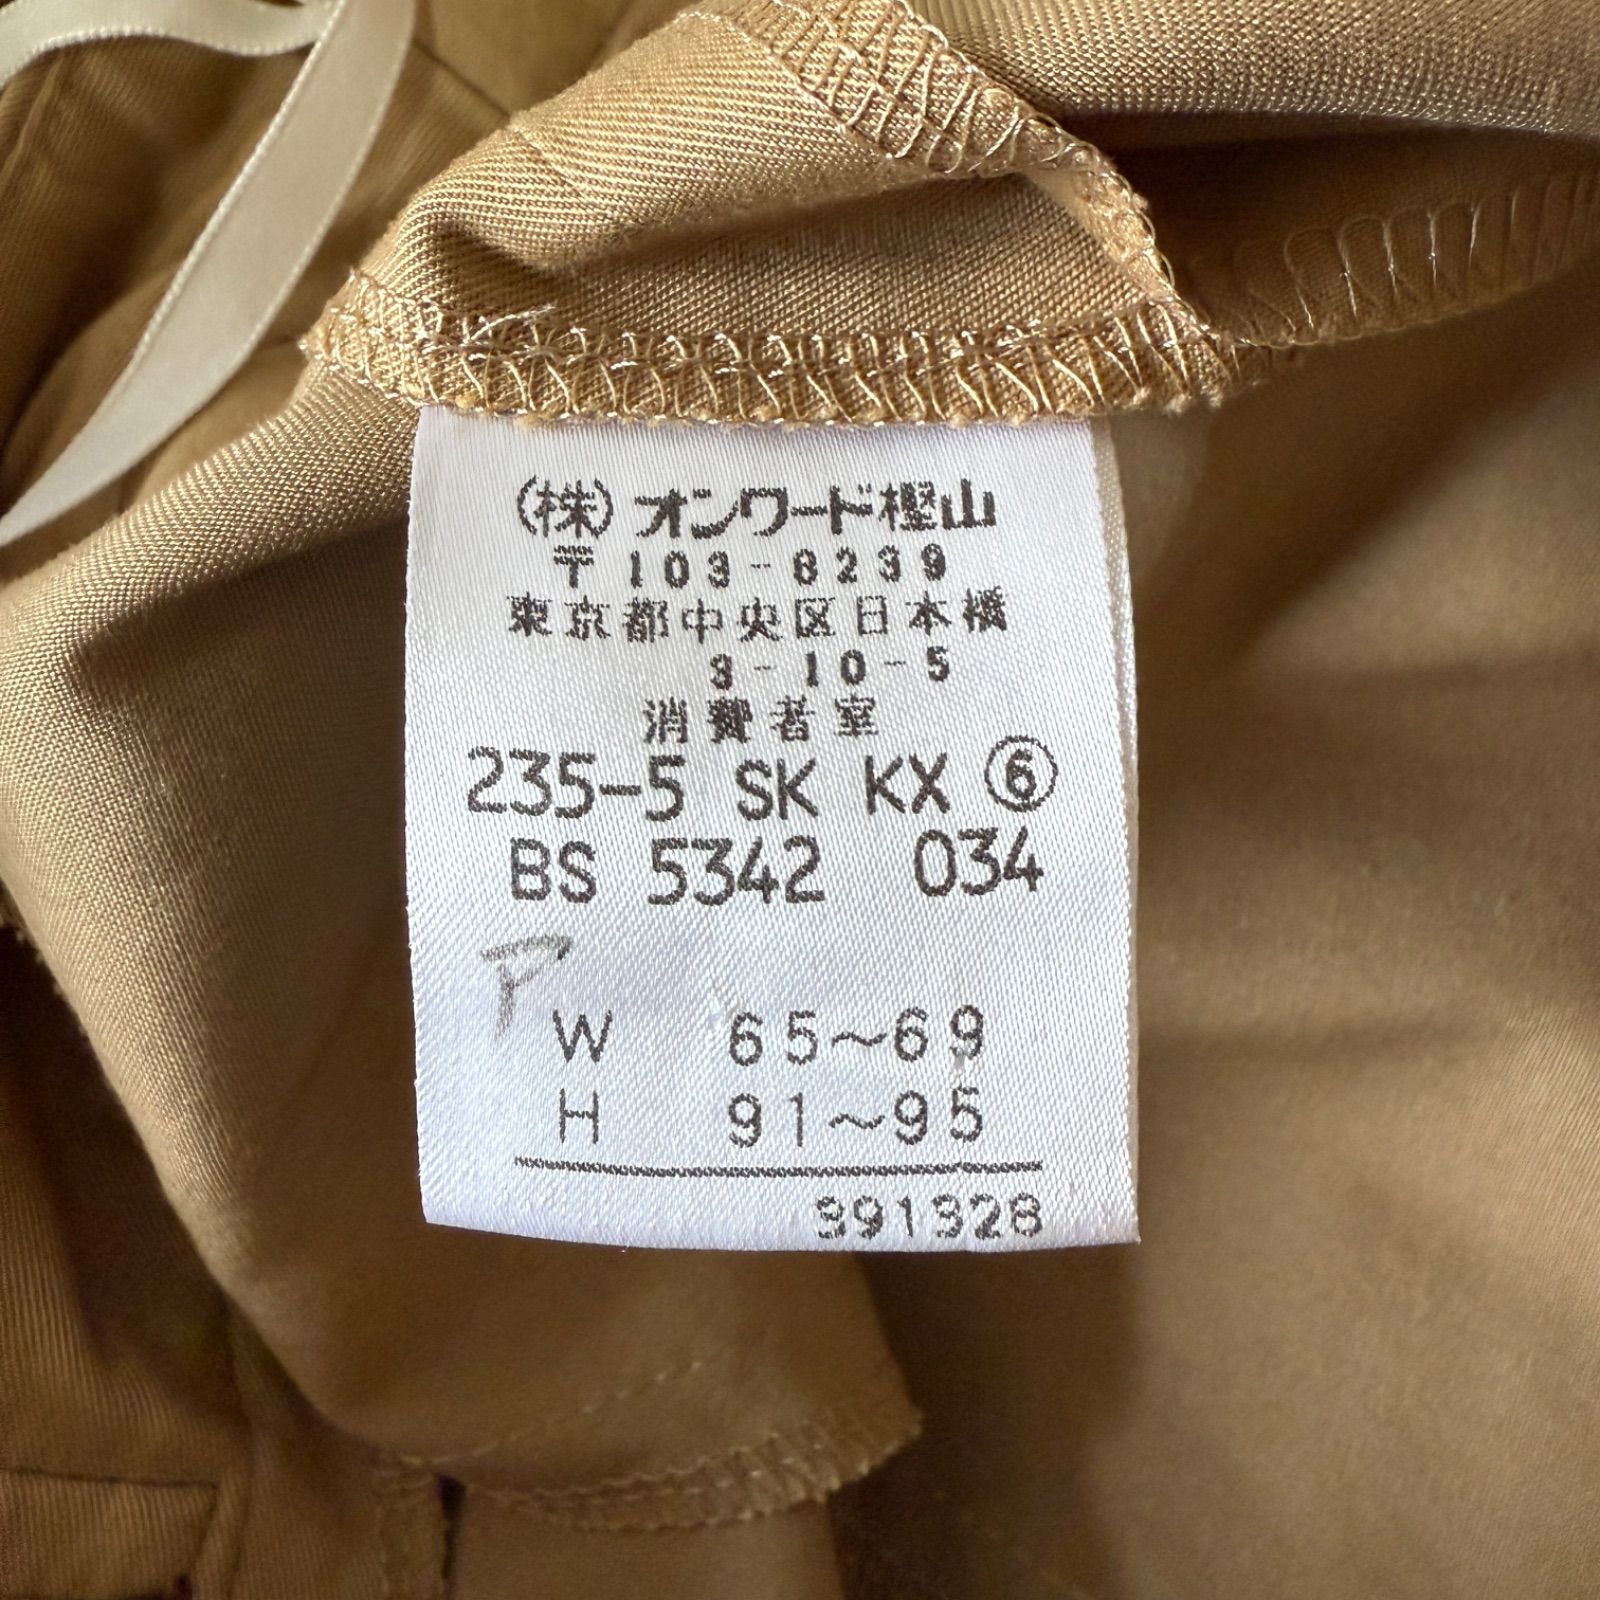 (株)オンワード樫山
〒103-8239
東京都中央区日本橋
3-10-5
消費者室
235-5 SK KX ⑥
BS 5342 034
P
W 65~69
H 91~95
391328